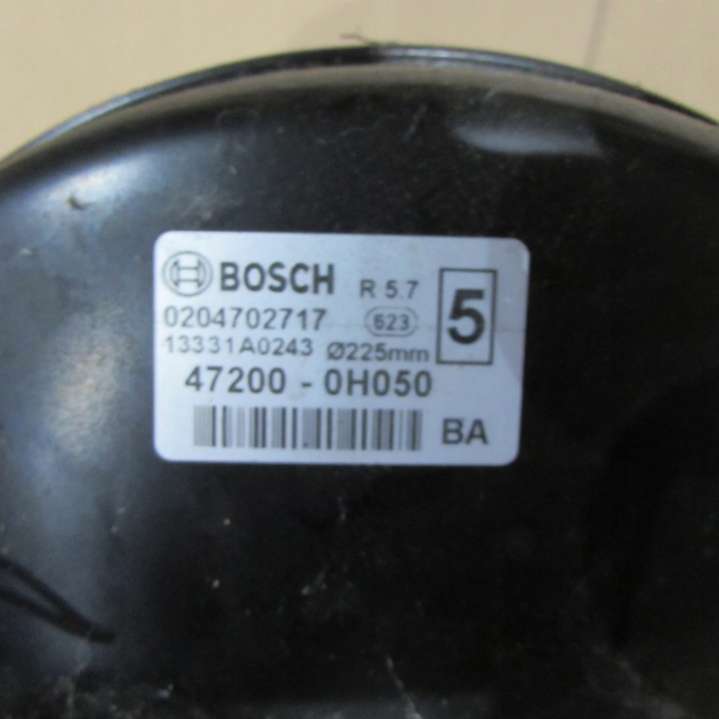 BOSCH R 5.7 5
0204702717 623
13331A0243 Ø225mm
47200 - 0H050
BA